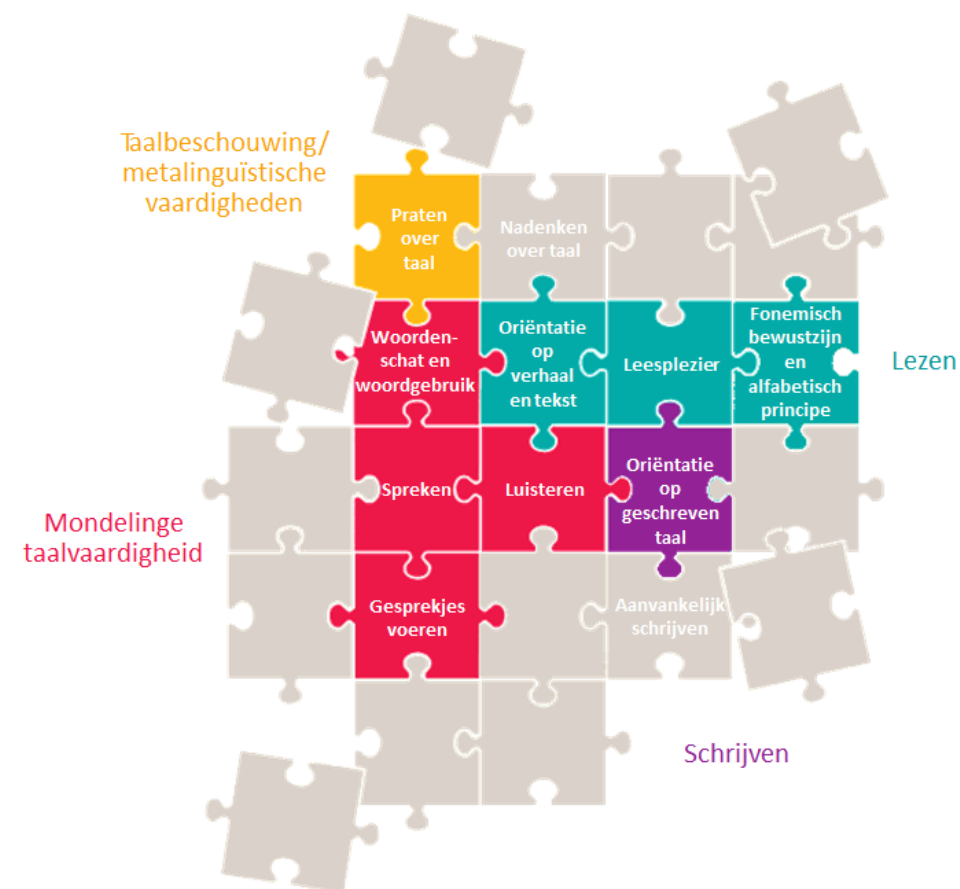 Taalbeschouwing/
metalinguïstische
vaardigheden
Praten
over
taal
Nadenken
over taal
Woorden-
schat en
woordgebruik
Oriëntatie
op
verhaal
en tekst
Leesplezier
Fonemisch
bewustzijn
en
alfabetisch
principe
Lezen
Mondelinge
taalvaardigheid
Spreken
Luisteren
Oriëntatie
op
geschreven
taal
Gesprekjes
voeren
Aanvankelijk
schrijven
Schrijven